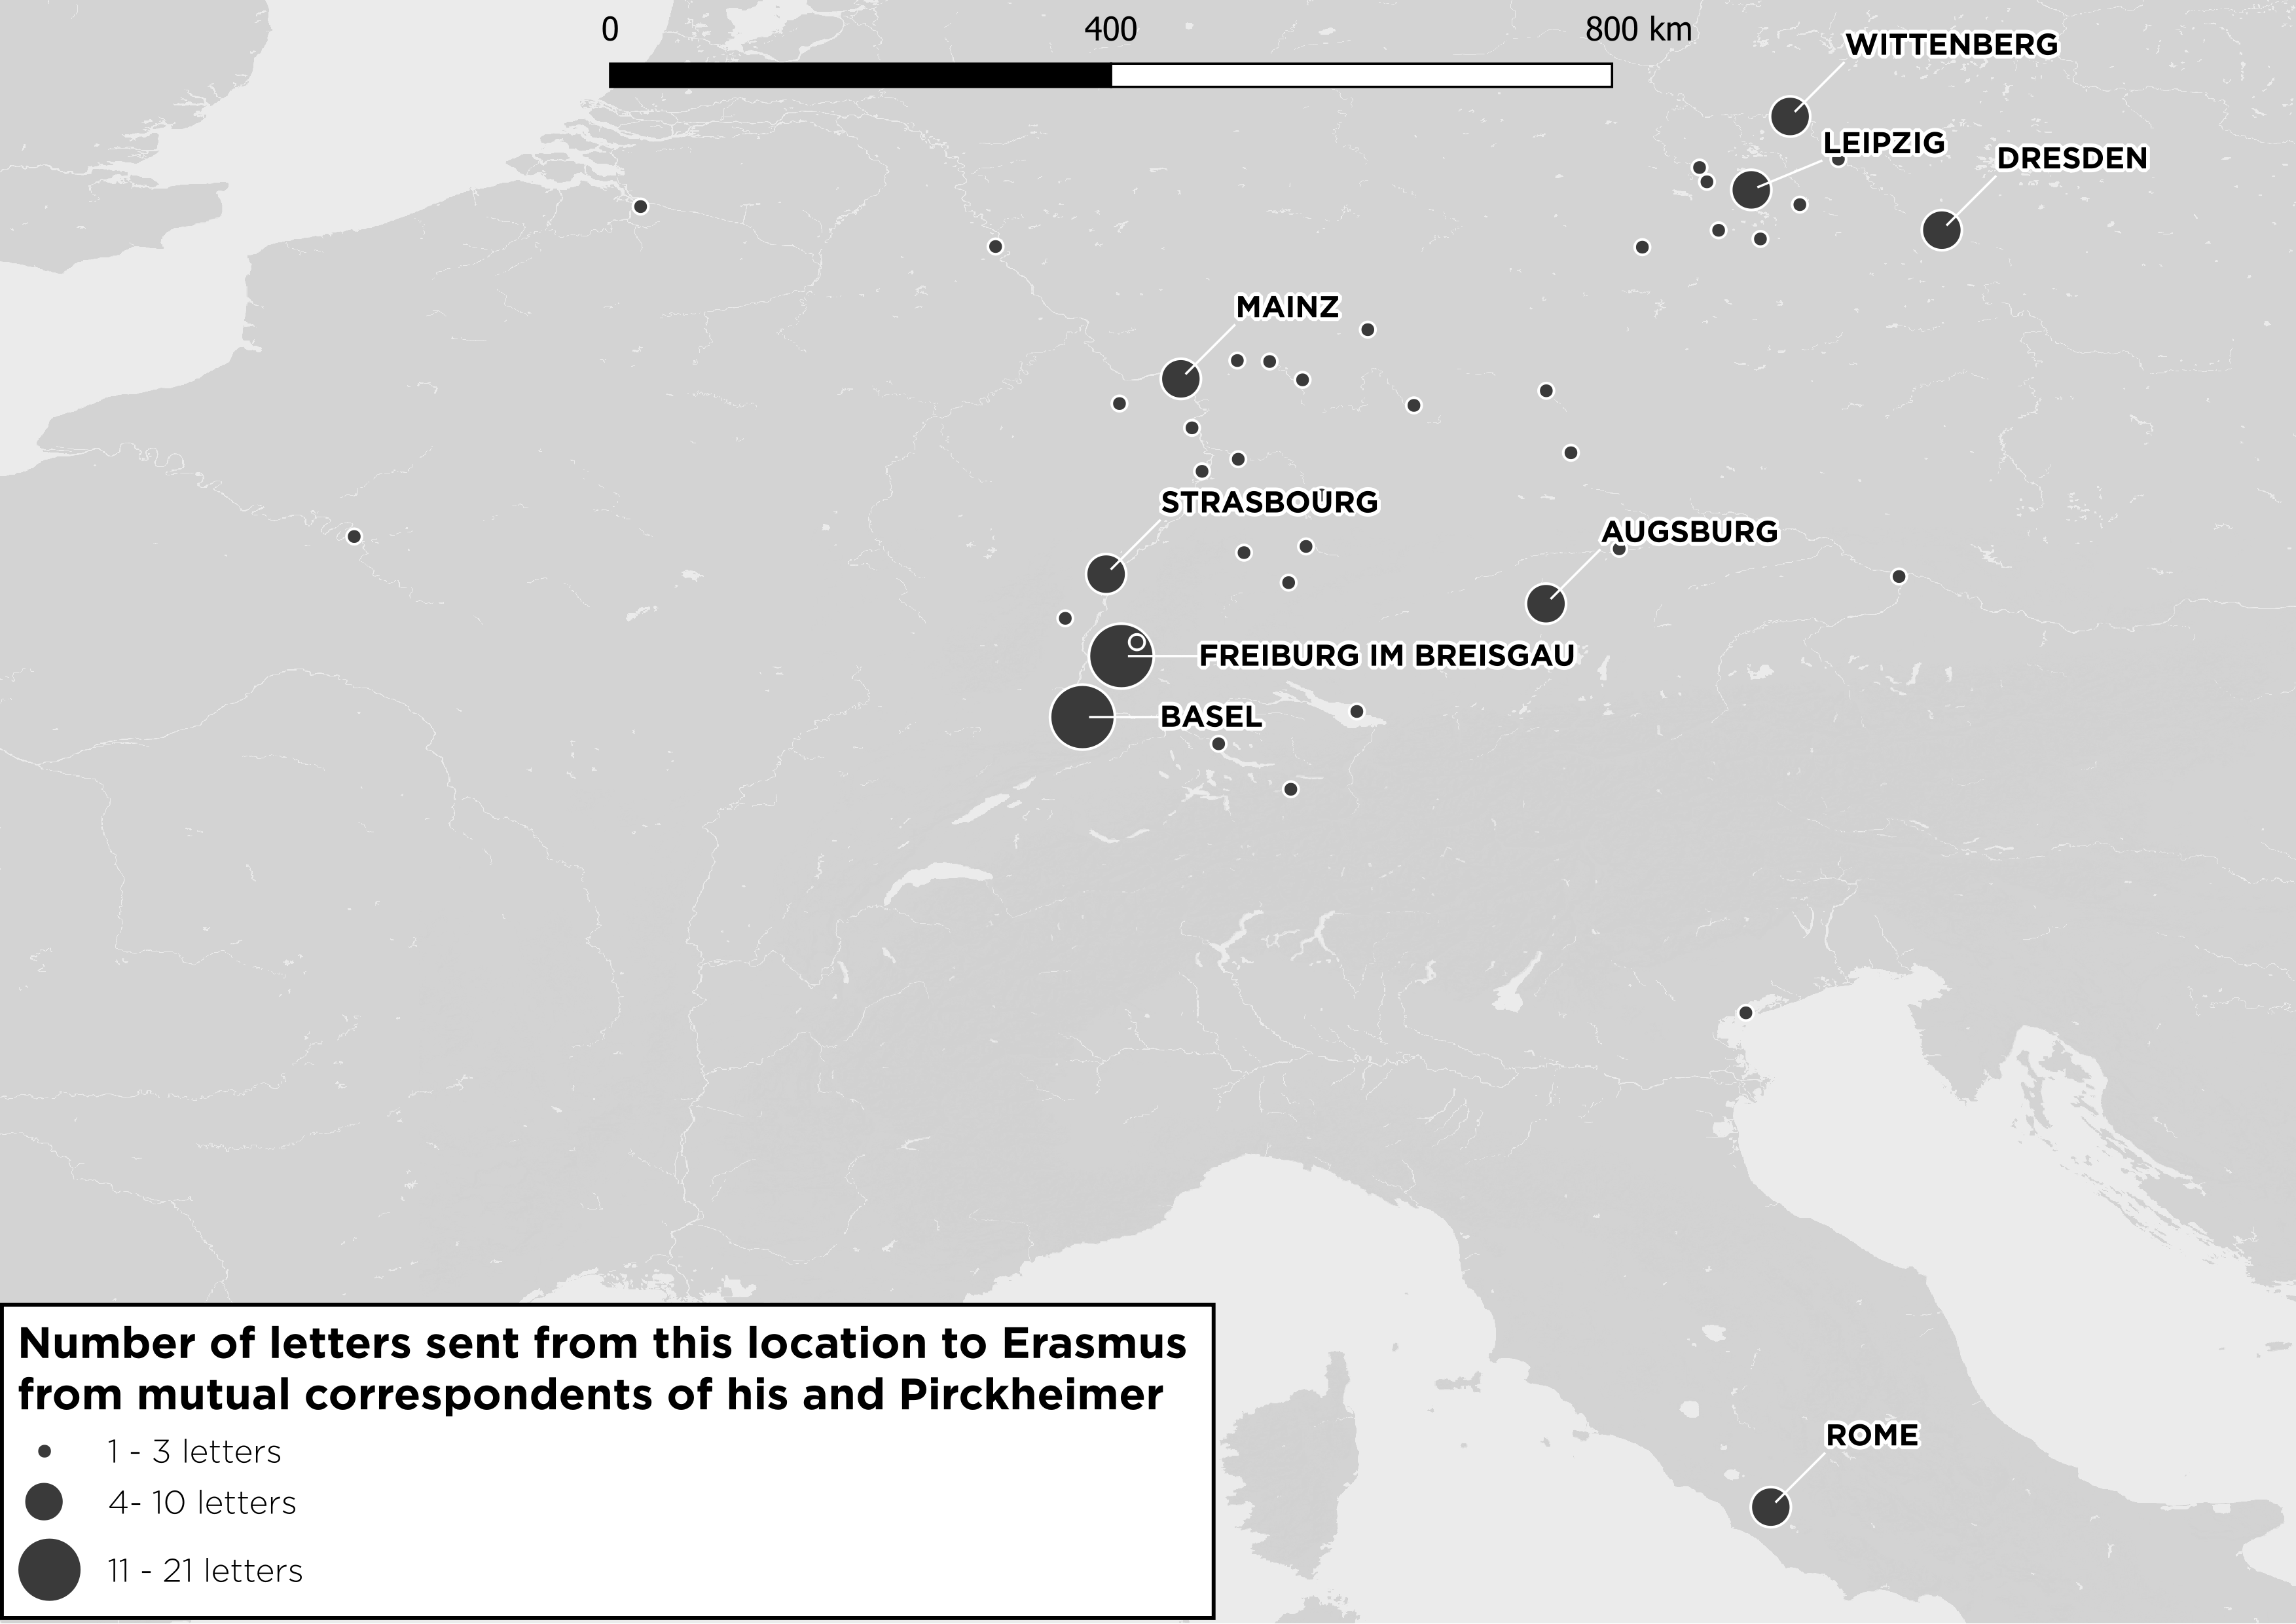 0 400 800 km
WITTENBERG
LEIPZIG
DRESDEN
MAINZ
STRASBOURG
AUGSBURG
FREIBURG IM BREISGAU
BASEL
ROME
Number of letters sent from this location to Erasmus
from mutual correspondents of his and Pirckheimer
1 - 3 letters
4- 10 letters
11 - 21 letters